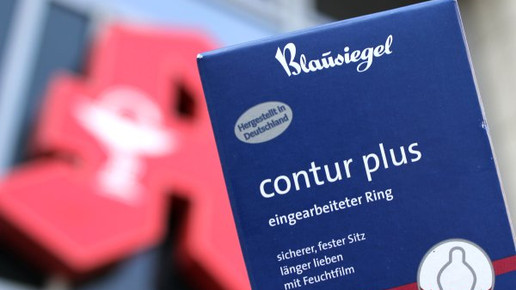 Blausiegel
Hergestellt in
Deutschland
contur plus
eingearbeiteter Ring
sicherer, fester Sitz
länger lieben
mit Feuchtfilm